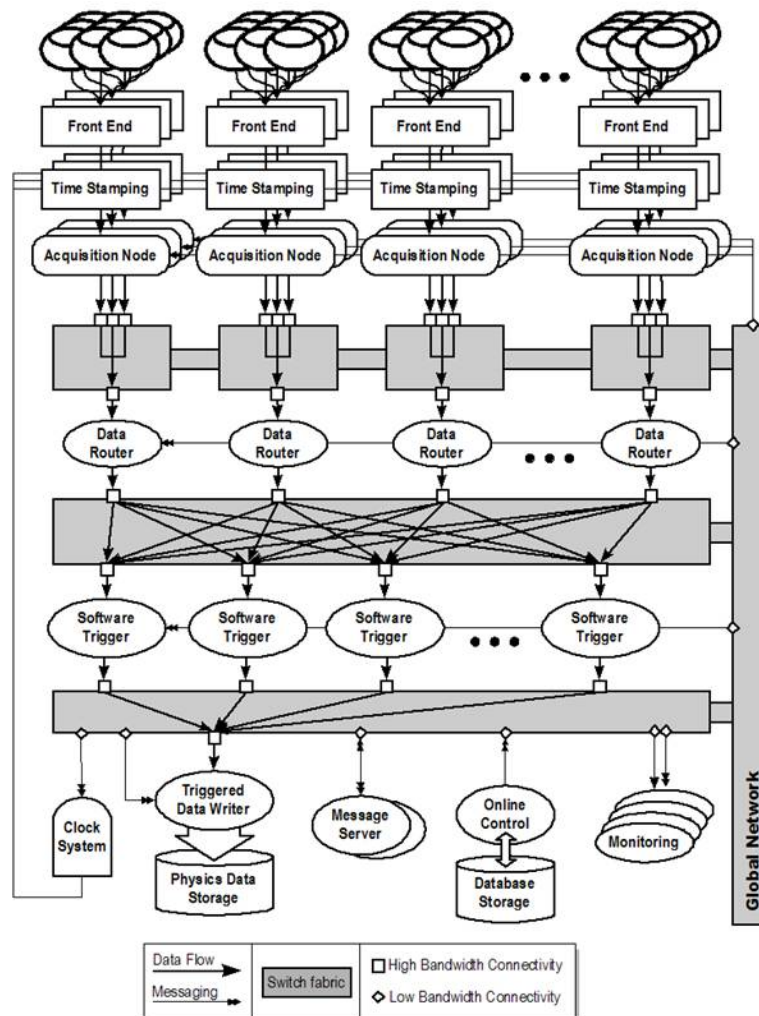 Front End
Front End
Front End
Front End
Time Stamping
Time Stamping
Time Stamping
Time Stamping
Acquisition Node
Acquisition Node
Acquisition Node
Acquisition Node
Data
Router
Data
Router
Data
Router
Data
Router
Software
Trigger
Software
Trigger
Software
Trigger
Software
Trigger
Clock
System
Triggered
Data Writer
Physics Data
Storage
Message
Server
Online
Control
Database
Storage
Monitoring
Global Network
Data Flow
Messaging
Switch fabric
High Bandwidth Connectivity
Low Bandwidth Connectivity